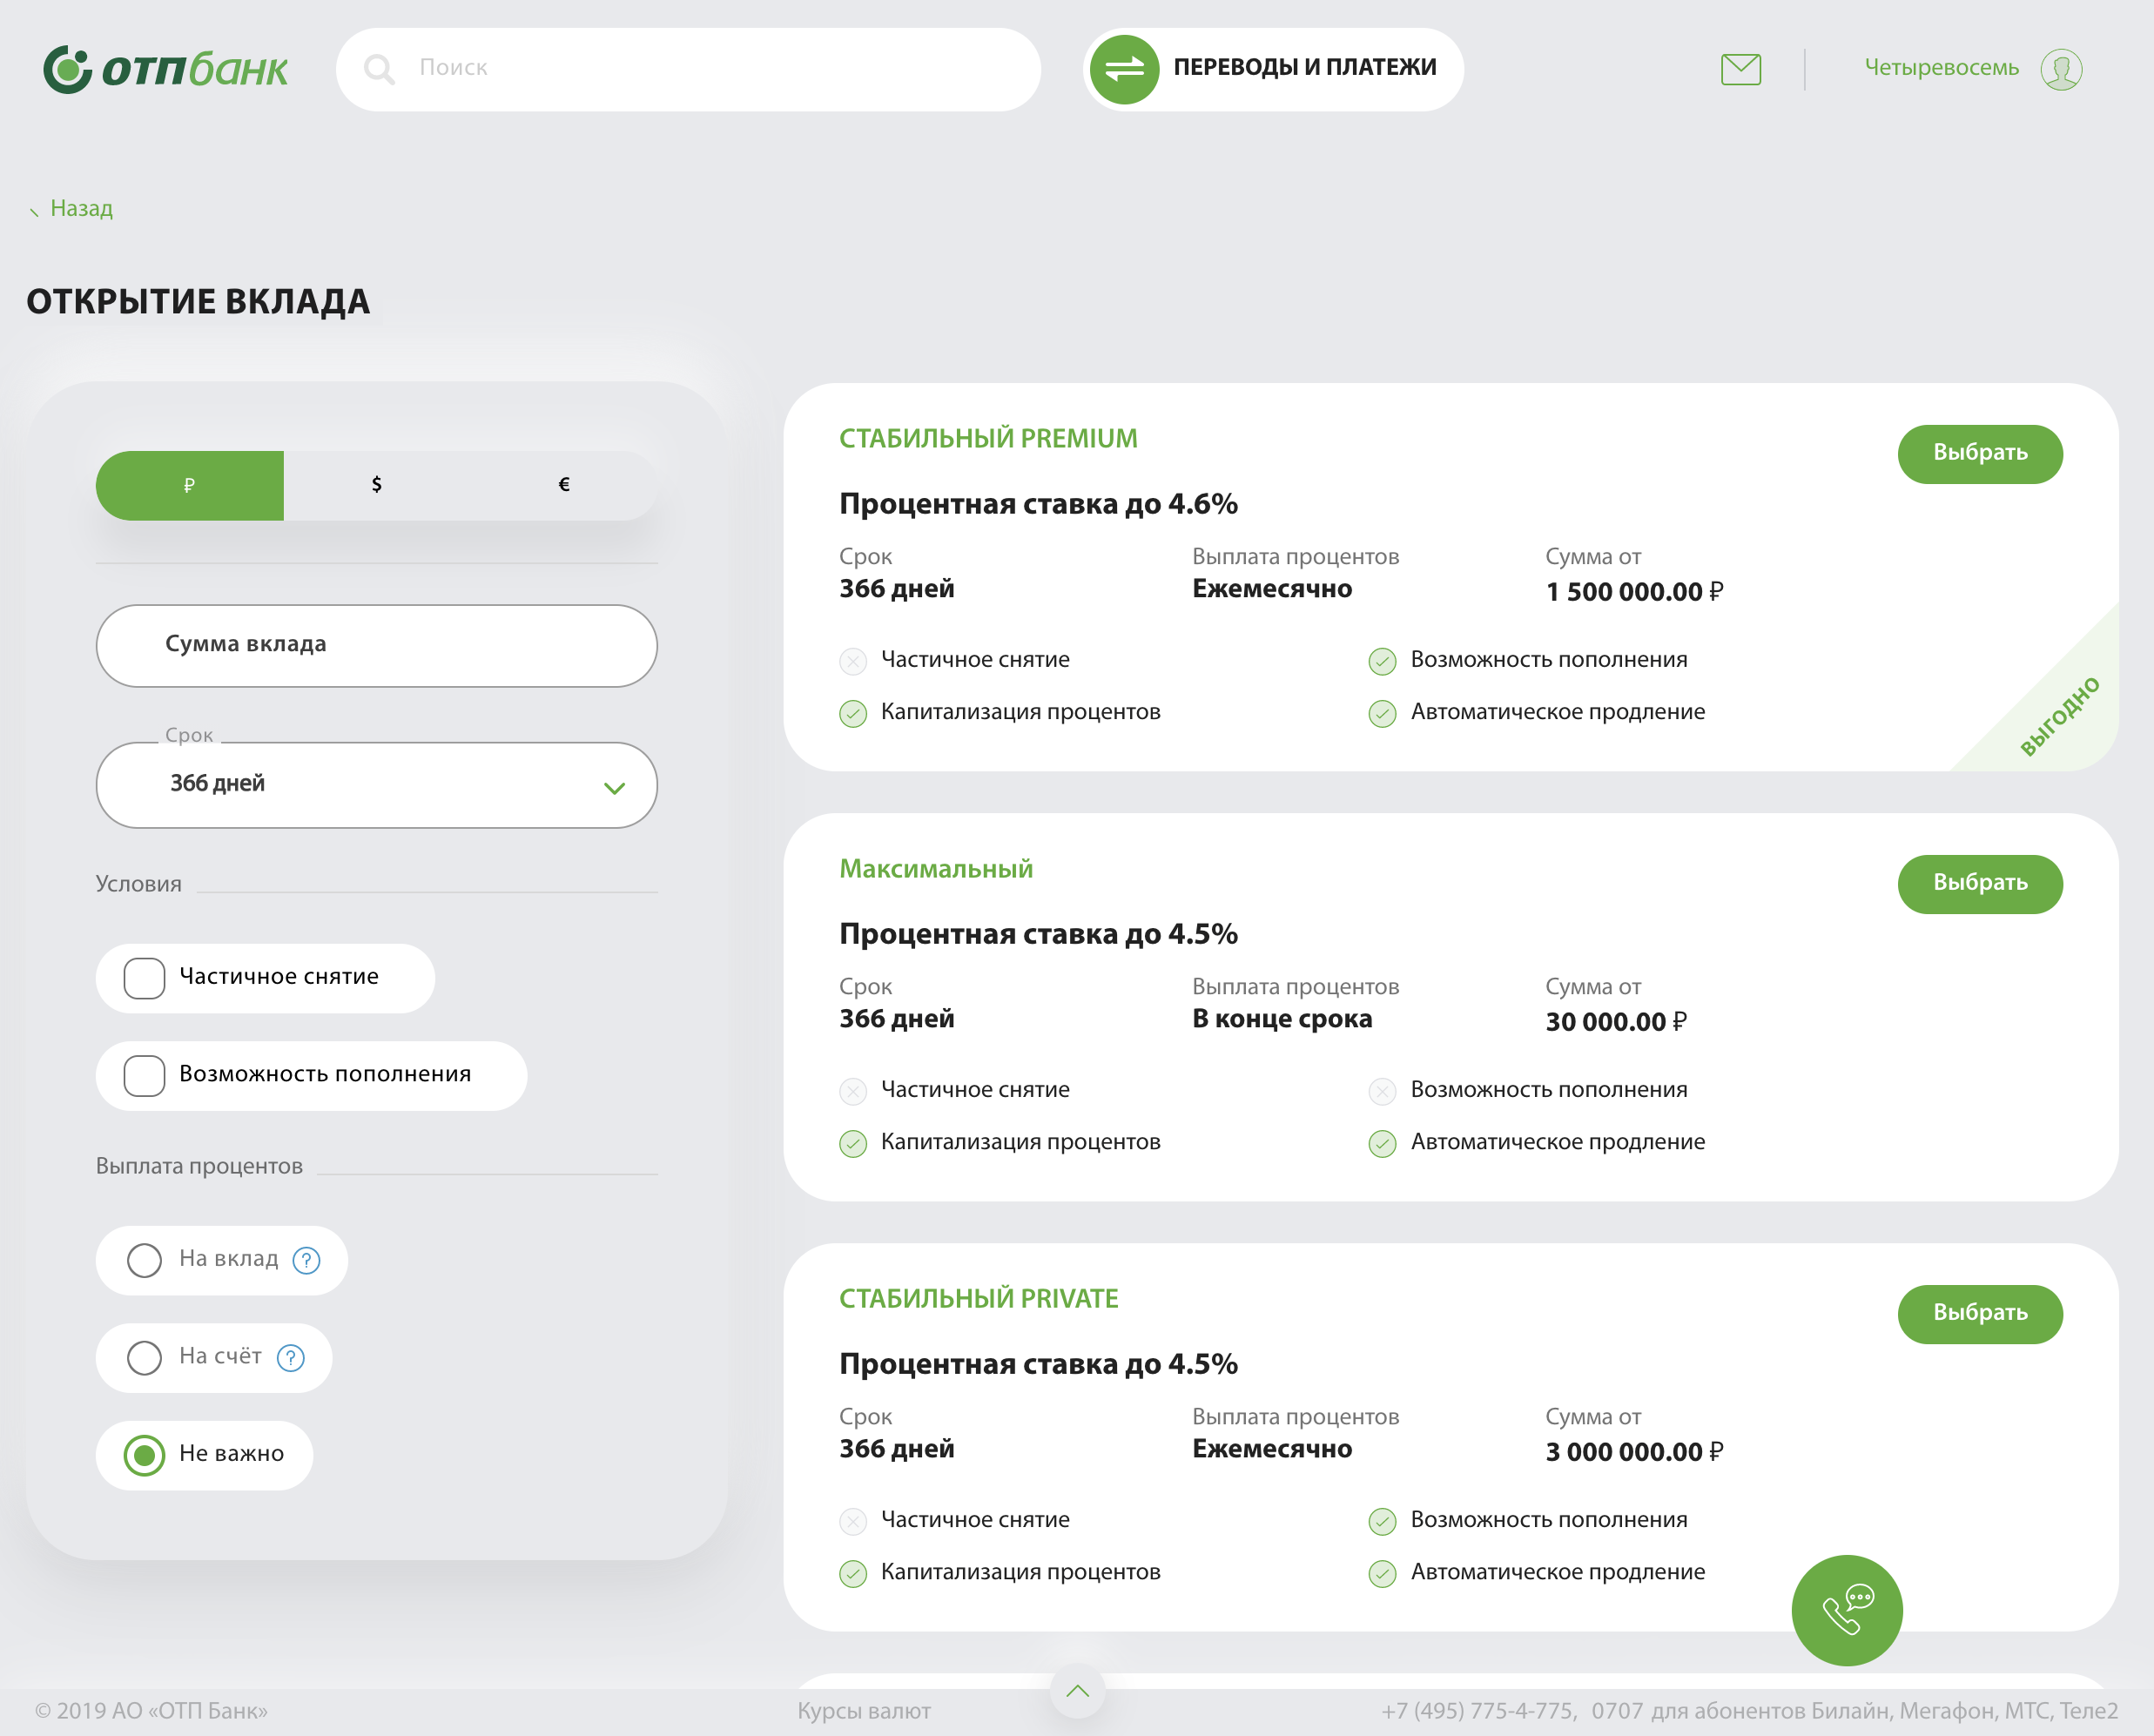 отпбанк
Поиск
ПЕРЕВОДЫ И ПЛАТЕЖИ
Четыревосемь
Назад
ОТКРЫТИЕ ВКЛАДА
₽ $ €
Сумма вклада
Срок
366 дней
Условия
Частичное снятие
Возможность пополнения
Выплата процентов
На вклад ?
На счёт ?
Не важно
СТАБИЛЬНЫЙ PREMIUM
Выбрать
Процентная ставка до 4.6%
Срок Выплата процентов Сумма от
366 дней Ежемесячно 1 500 000.00 ₽
Частичное снятие Возможность пополнения
Капитализация процентов Автоматическое продление
ВЫГОДНО
Максимальный
Выбрать
Процентная ставка до 4.5%
Срок Выплата процентов Сумма от
366 дней В конце срока 30 000.00 ₽
Частичное снятие Возможность пополнения
Капитализация процентов Автоматическое продление
СТАБИЛЬНЫЙ PRIVATE
Выбрать
Процентная ставка до 4.5%
Срок Выплата процентов Сумма от
366 дней Ежемесячно 3 000 000.00 ₽
Частичное снятие Возможность пополнения
Капитализация процентов Автоматическое продление
© 2019 АО «ОТП Банк» Курсы валют +7 (495) 775-4-775, 0707 для абонентов Билайн, Мегафон, МТС, Теле2